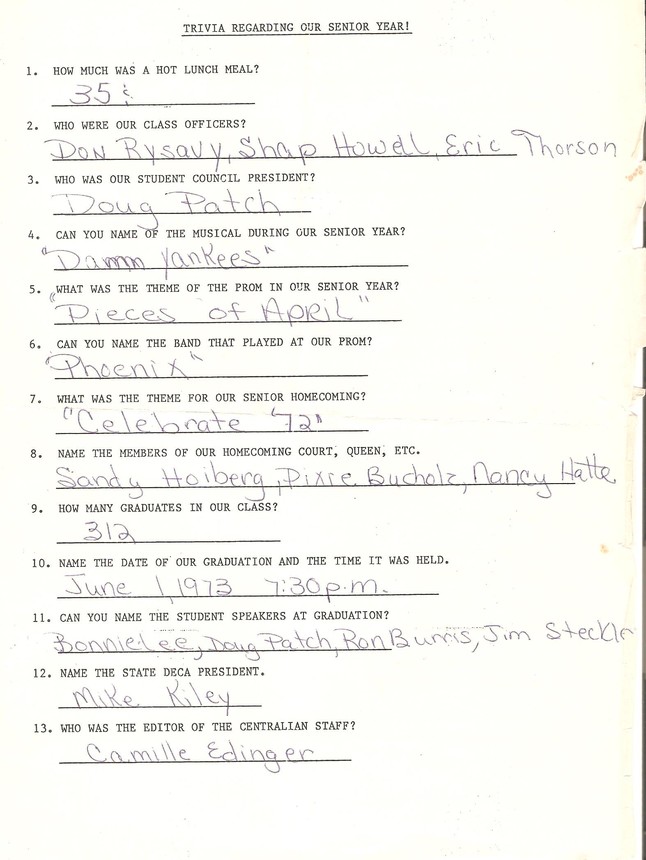 TRIVIA REGARDING OUR SENIOR YEAR!
1. HOW MUCH WAS A HOT LUNCH MEAL?
35¢
2. WHO WERE OUR CLASS OFFICERS?
Don Rysavy, Shap Howell, Eric Thorson
3. WHO WAS OUR STUDENT COUNCIL PRESIDENT?
Doug Patch
4. CAN YOU NAME OF THE MUSICAL DURING OUR SENIOR YEAR?
"Damm Yankees"
5. WHAT WAS THE THEME OF THE PROM IN OUR SENIOR YEAR?
"Pieces of April"
6. CAN YOU NAME THE BAND THAT PLAYED AT OUR PROM?
"Phoenix"
7. WHAT WAS THE THEME FOR OUR SENIOR HOMECOMING?
"Celebrate '72"
8. NAME THE MEMBERS OF OUR HOMECOMING COURT, QUEEN, ETC.
Sandy Hoiberg, Dixie Bucholz, Nancy Hatle
9. HOW MANY GRADUATES IN OUR CLASS?
312
10. NAME THE DATE OF OUR GRADUATION AND THE TIME IT WAS HELD.
June 1, 1973 7:30 p.m.
11. CAN YOU NAME THE STUDENT SPEAKERS AT GRADUATION?
Bonnie Lee, Doug Patch, Ron Burris, Jim Steckler
12. NAME THE STATE DECA PRESIDENT.
Mike Kiley
13. WHO WAS THE EDITOR OF THE CENTRALIAN STAFF?
Camille Edinger